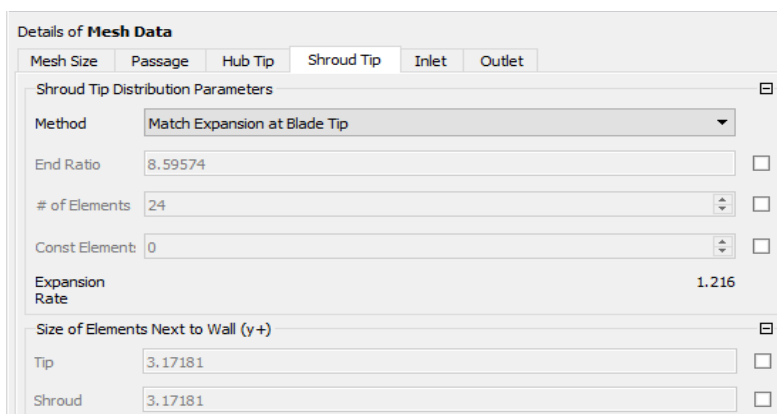 Details of Mesh Data
Mesh Size Passage Hub Tip Shroud Tip Inlet Outlet
Shroud Tip Distribution Parameters
Method Match Expansion at Blade Tip
End Ratio 8.59574
# of Elements 24
Const Element: 0
Expansion 1.216
Rate
Size of Elements Next to Wall (y+)
Tip 3.17181
Shroud 3.17181